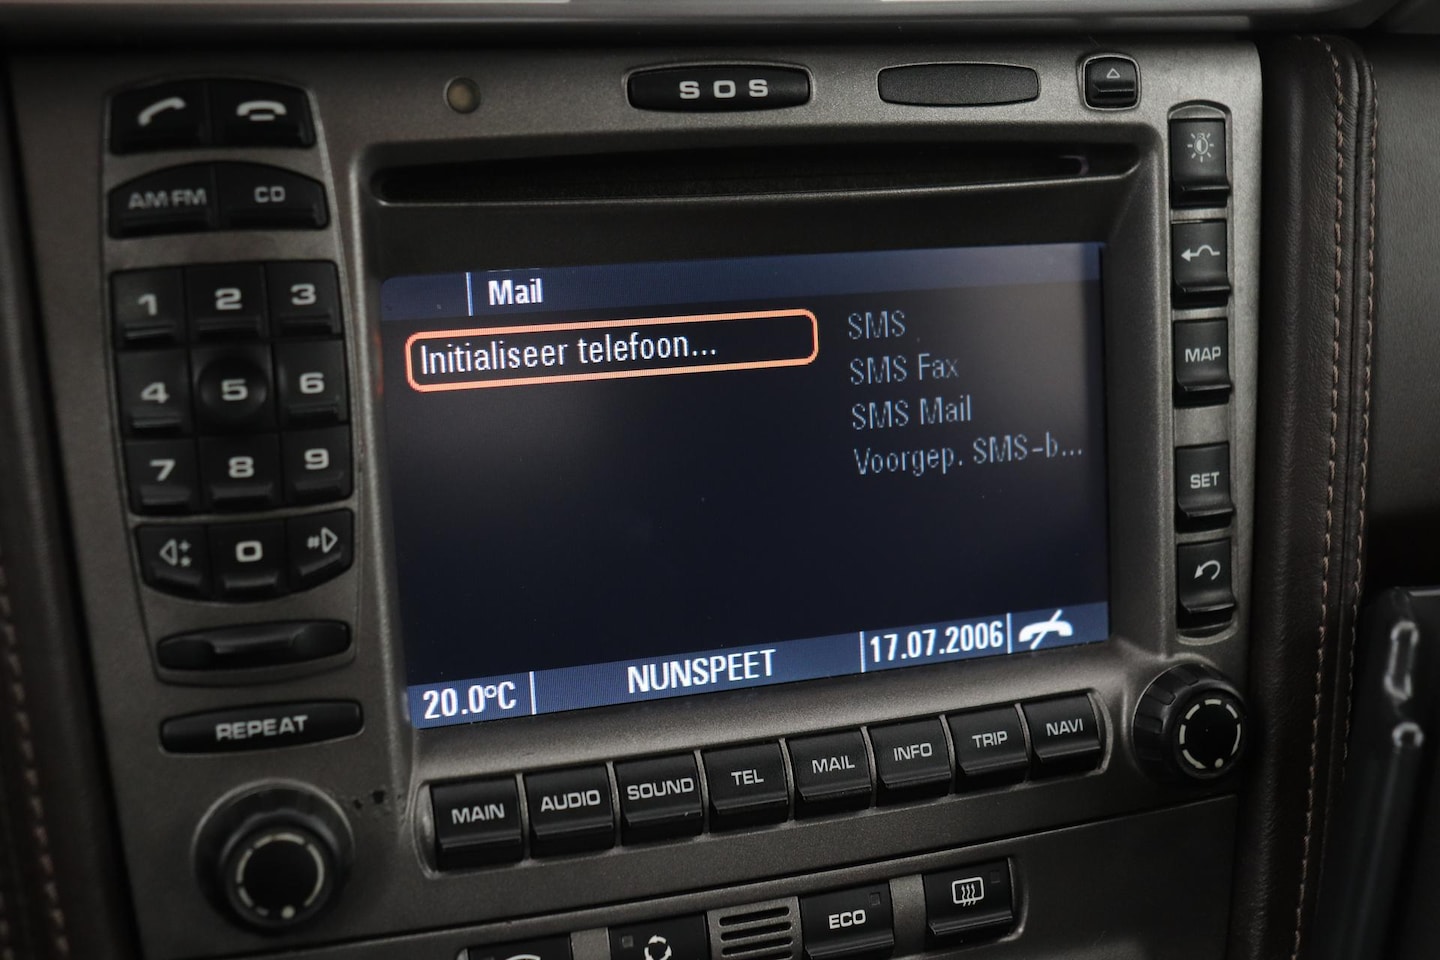 SOS
AM FM
CD
1
2
3
4
5
6
7
8
9
0
#
REPEAT
Mail
Initialiseer telefoon...
SMS
SMS Fax
SMS Mail
Voorgep. SMS-b...
20.0°C
NUNSPEET
17.07.2006
MAP
SET
MAIN
AUDIO
SOUND
TEL
MAIL
INFO
TRIP
NAVI
ECO